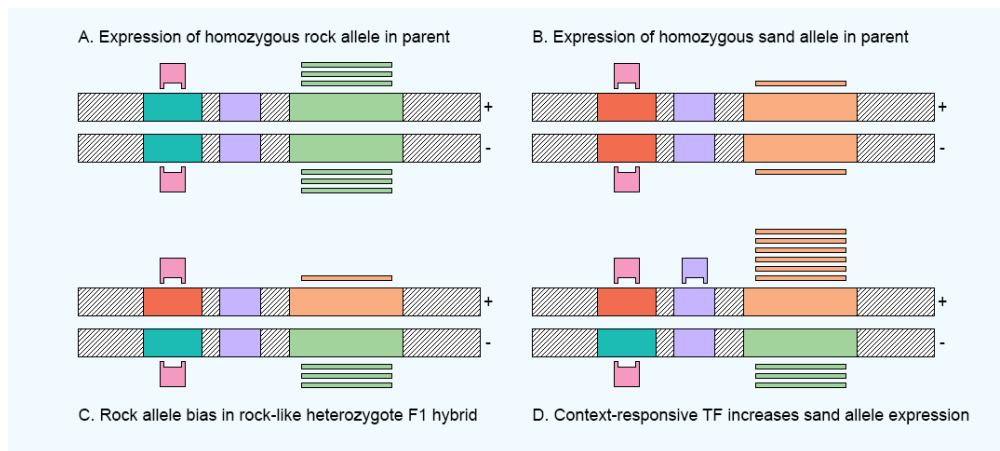 A. Expression of homozygous rock allele in parent
B. Expression of homozygous sand allele in parent
+
-
+
-
+
-
+
-
C. Rock allele bias in rock-like heterozygote F1 hybrid
D. Context-responsive TF increases sand allele expression